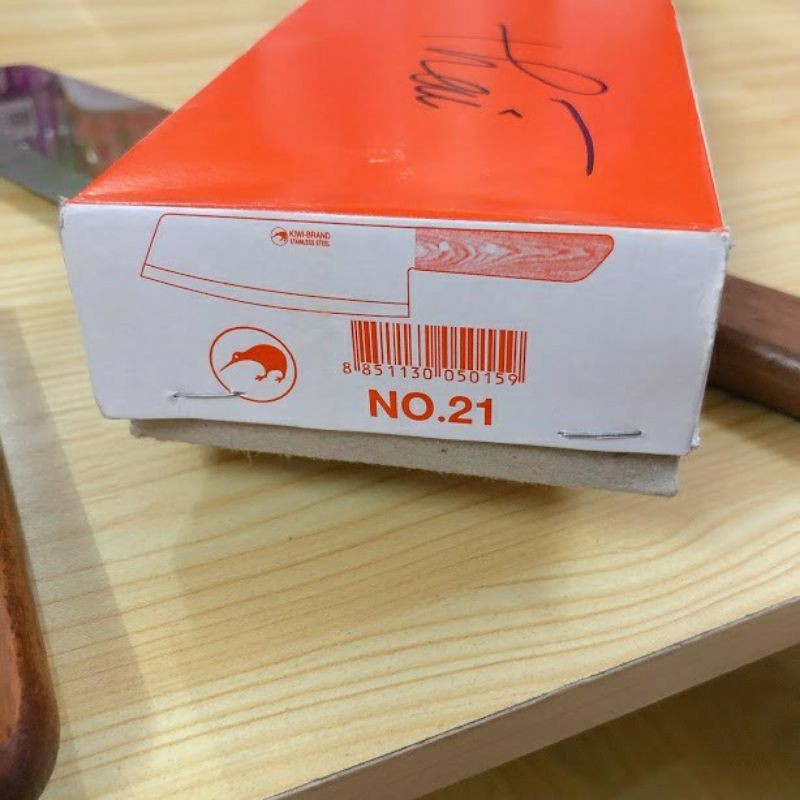 KIWI-BRAND
STAINLESS STEEL
8 851130 050159
NO.21